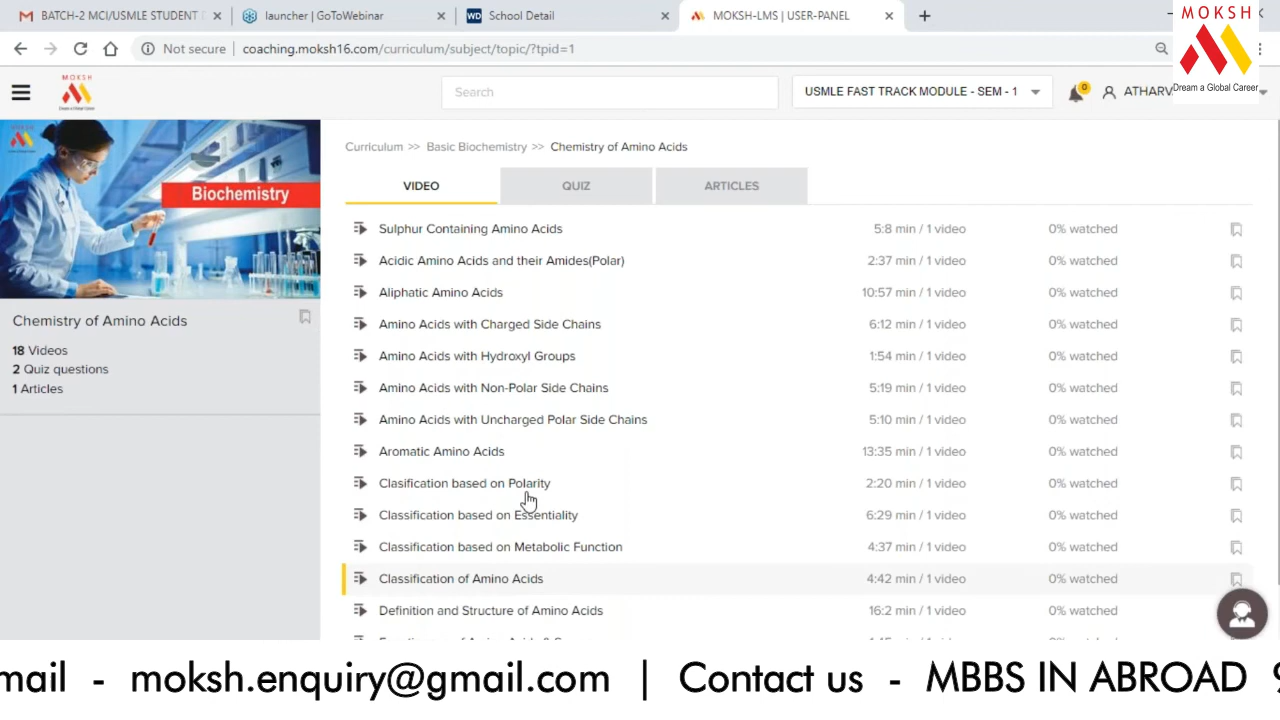 BATCH-2 MCI/USMLE STUDENT
launcher | GoToWebinar
School Detail
MOKSH-LMS | USER-PANEL
Not secure
coaching.moksh16.com/curriculum/subject/topic/?tpid=1
MOKSH
Dream a Global Career
MOKSH
Dream a Global Career
Search
USMLE FAST TRACK MODULE - SEM - 1
0
ATHARV
Biochemistry
Chemistry of Amino Acids
18 Videos
2 Quiz questions
1 Articles
Curriculum >> Basic Biochemistry >> Chemistry of Amino Acids
VIDEO QUIZ ARTICLES
Sulphur Containing Amino Acids 5:8 min / 1 video 0% watched
Acidic Amino Acids and their Amides(Polar) 2:37 min / 1 video 0% watched
Aliphatic Amino Acids 10:57 min / 1 video 0% watched
Amino Acids with Charged Side Chains 6:12 min / 1 video 0% watched
Amino Acids with Hydroxyl Groups 1:54 min / 1 video 0% watched
Amino Acids with Non-Polar Side Chains 5:19 min / 1 video 0% watched
Amino Acids with Uncharged Polar Side Chains 5:10 min / 1 video 0% watched
Aromatic Amino Acids 13:35 min / 1 video 0% watched
Clasification based on Polarity 2:20 min / 1 video 0% watched
Classification based on Essentiality 6:29 min / 1 video 0% watched
Classification based on Metabolic Function 4:37 min / 1 video 0% watched
Classification of Amino Acids 4:42 min / 1 video 0% watched
Definition and Structure of Amino Acids 16:2 min / 1 video 0% watched
mail - moksh.enquiry@gmail.com | Contact us - MBBS IN ABROAD